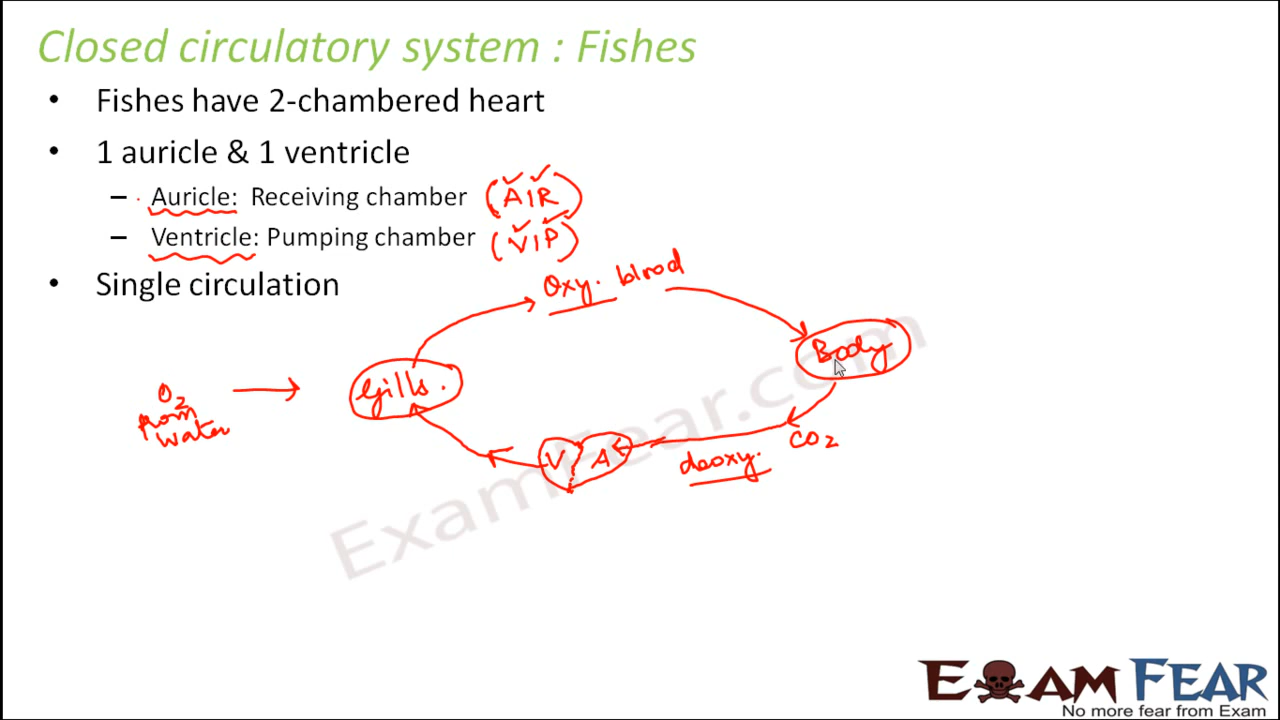 Closed circulatory system : Fishes
• Fishes have 2-chambered heart
• 1 auricle & 1 ventricle
– Auricle: Receiving chamber (AIR)
– Ventricle: Pumping chamber (VIP)
• Single circulation
Oxy. blood
Body
Gills.
O2
from
water
CO2
V A
deoxy.
ExamFear.com
EXAM FEAR
No more fear from Exam